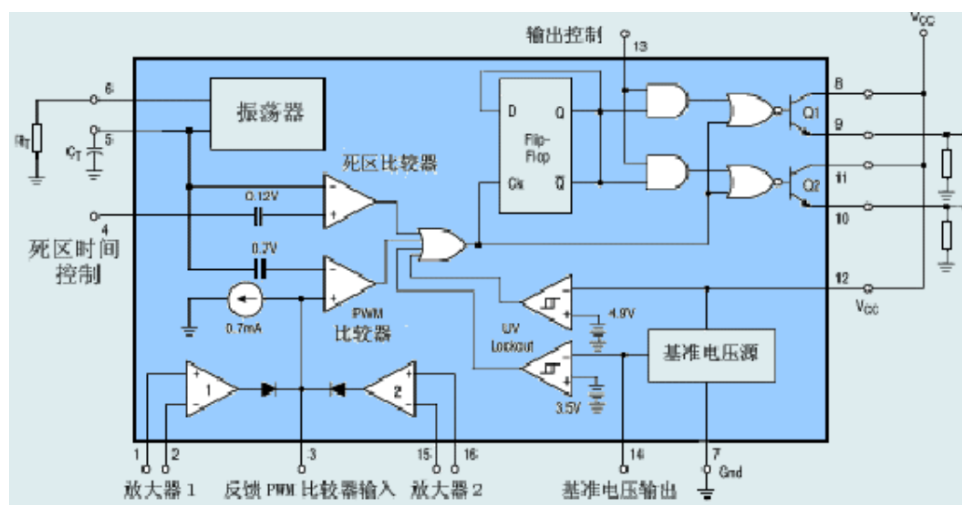 输出控制
13
Vcc
6
振荡器
RT
5
CT
D
Q
Flip-
Flop
Ck
Q
8
Q1
9
11
Q2
10
死区比较器
0.12V
4
死区时间
控制
0.7V
0.7mA
PWM
比较器
UV
Lockout
4.9V
3.5V
12
Vcc
基准电压源
1
2
1
2
3
15
16
14
7
Gnd
放大器1
反馈PWM比较器输入
放大器2
基准电压输出